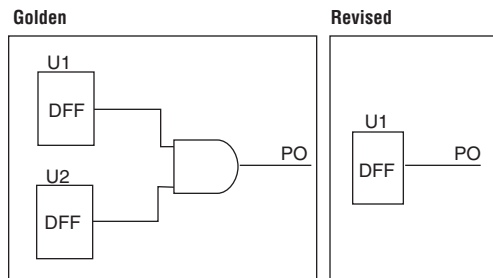 Golden
Revised
U1
DFF
U2
DFF
PO
U1
DFF
PO